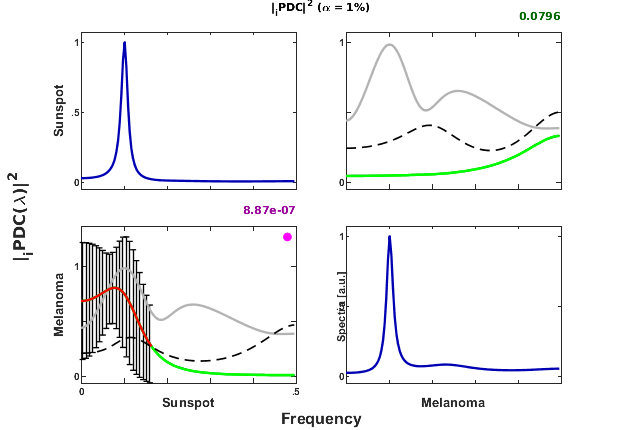 |ᵢPDC|² (α = 1%)
0.0796
1
.5
0
Sunspot
1
0
8.87e-07
|ᵢPDC(λ)|²
1
0
Melanoma
0
.5
Sunspot
1
0
Spectra [a.u.]
Melanoma
Frequency